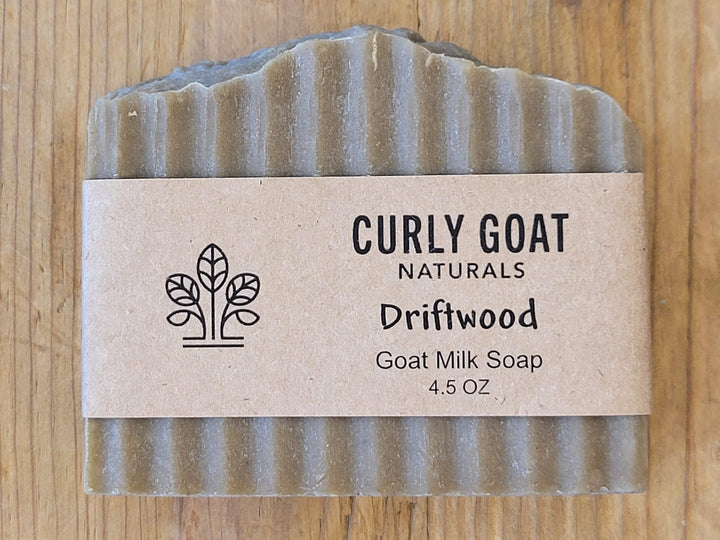 CURLY GOAT
NATURALS
Driftwood
Goat Milk Soap
4.5 OZ